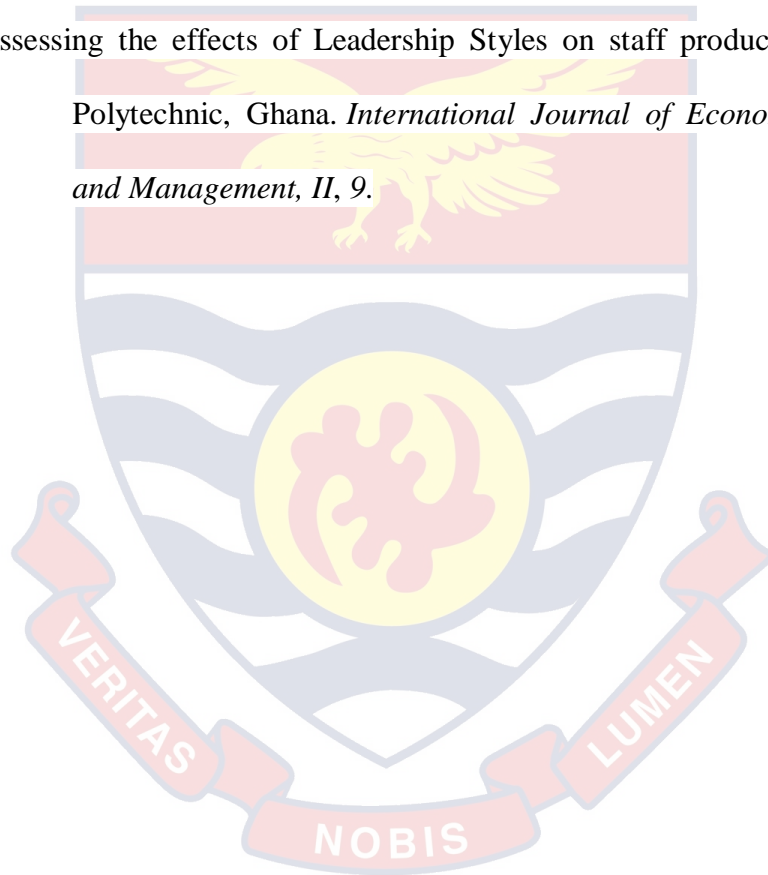 ssessing the effects of Leadership Styles on staff produc
Polytechnic, Ghana. International Journal of Econo
and Management, II, 9.
VERITAS
NOBIS
LUMEN